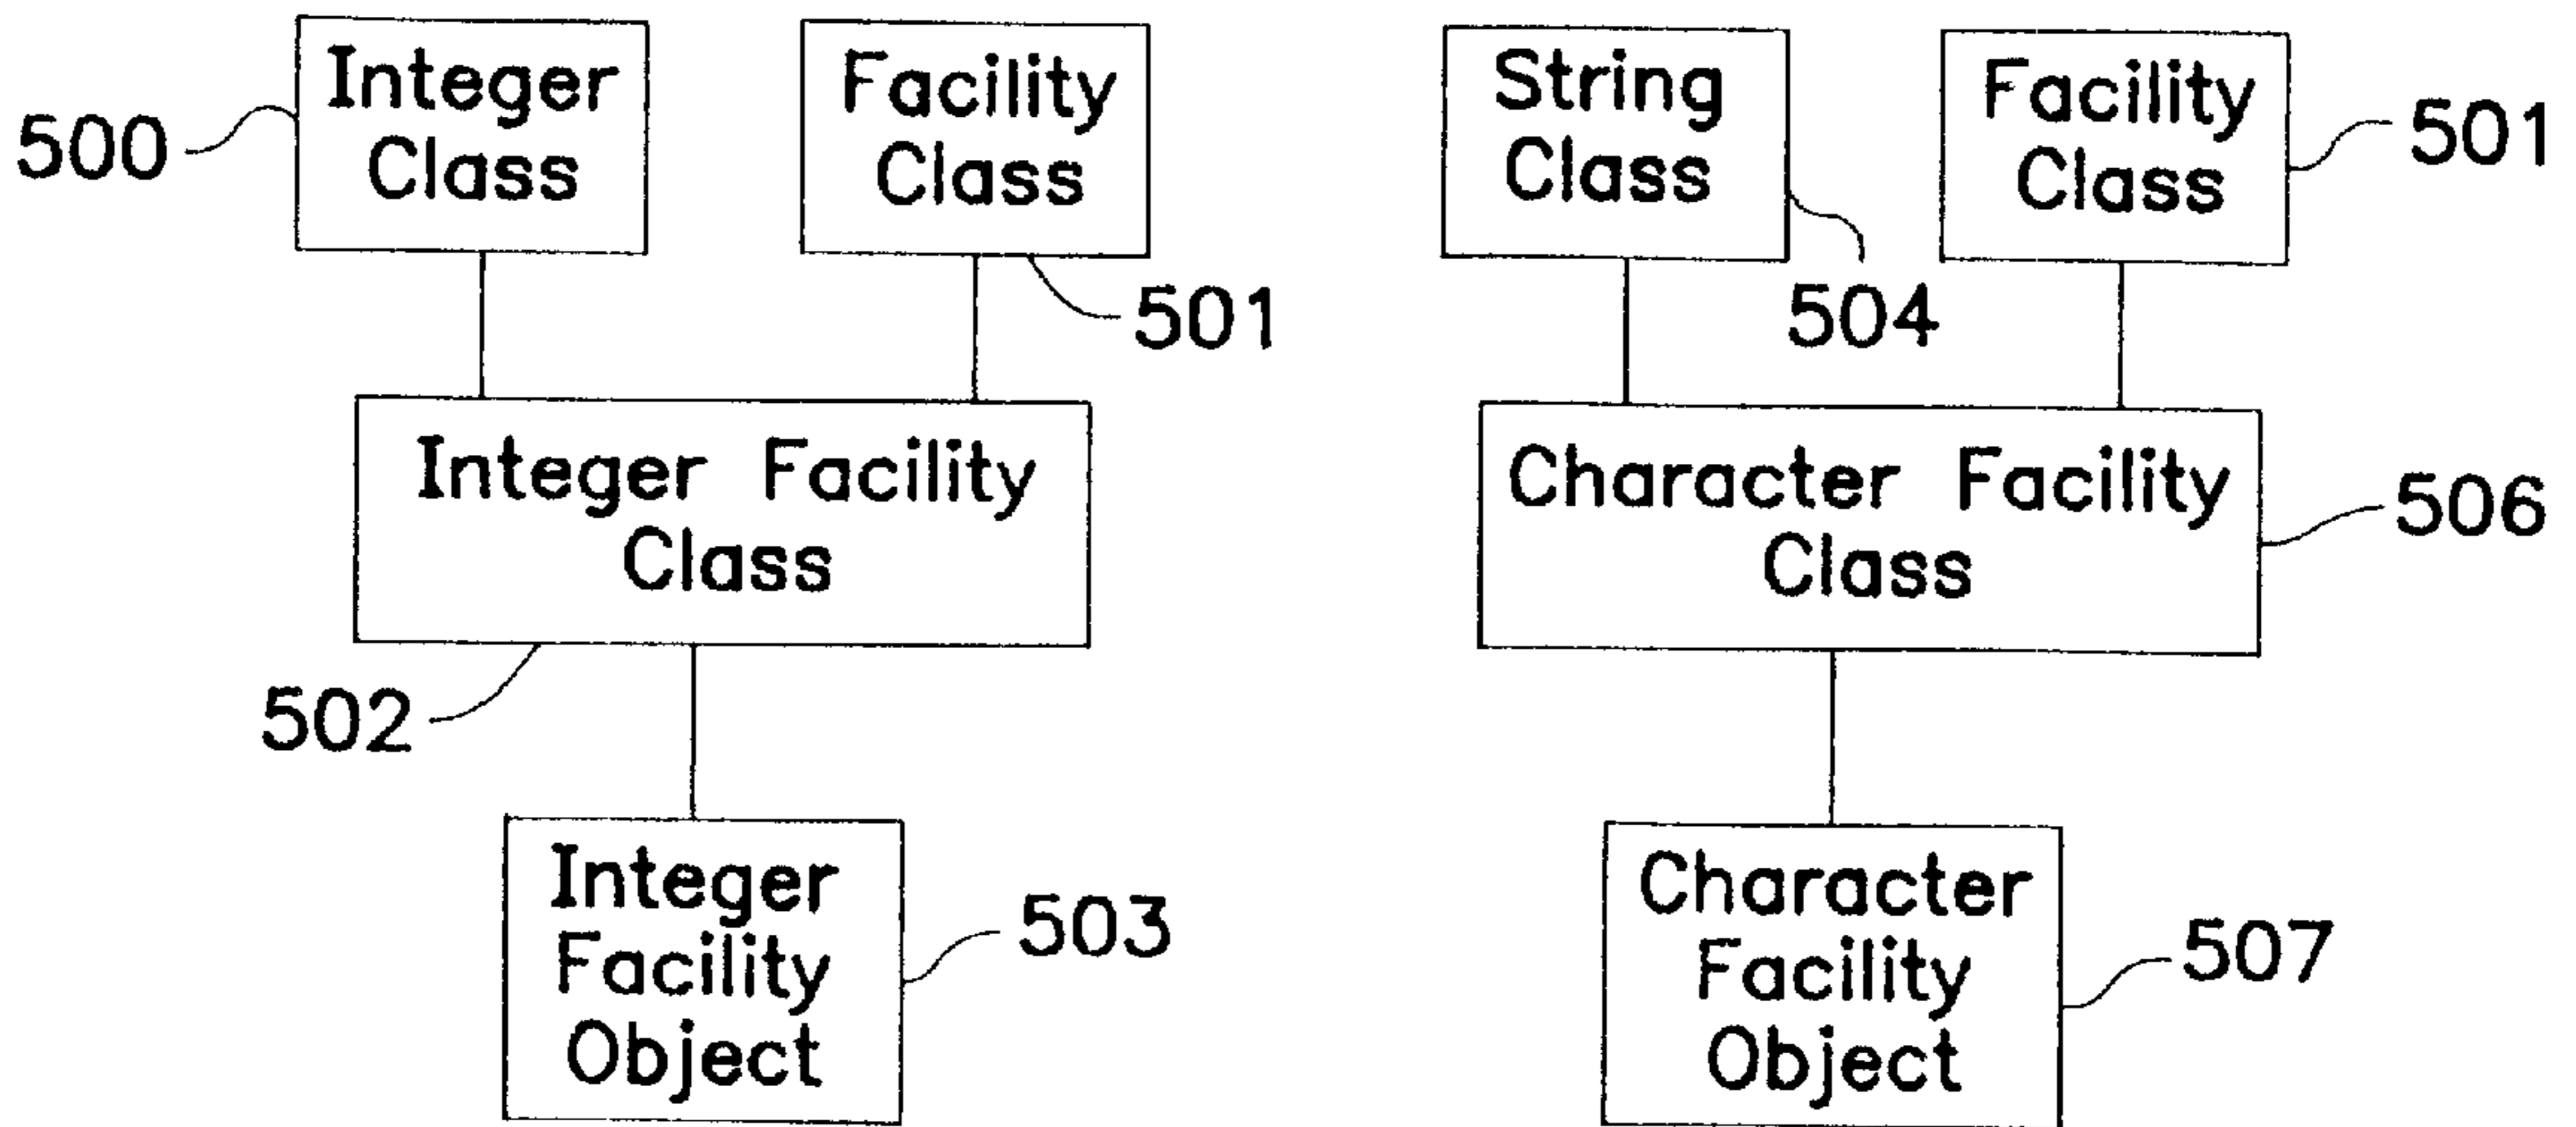 500
Integer
Class
Facility
Class
501
String
Class
504
Facility
Class
501
Integer Facility
Class
502
Character Facility
Class
506
Integer
Facility
Object
503
Character
Facility
Object
507